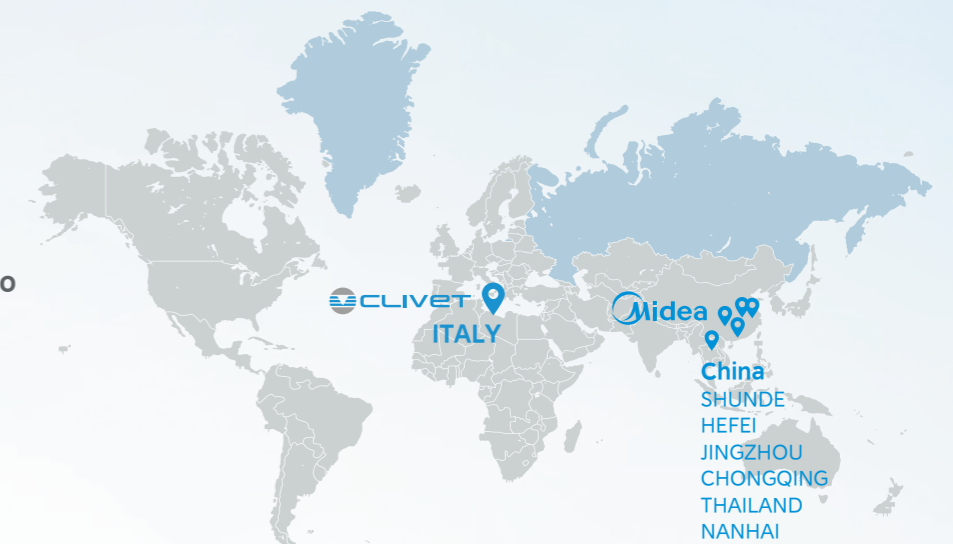 o
CLIVET
ITALY
Midea
China
SHUNDE
HEFEI
JINGZHOU
CHONGQING
THAILAND
NANHAI